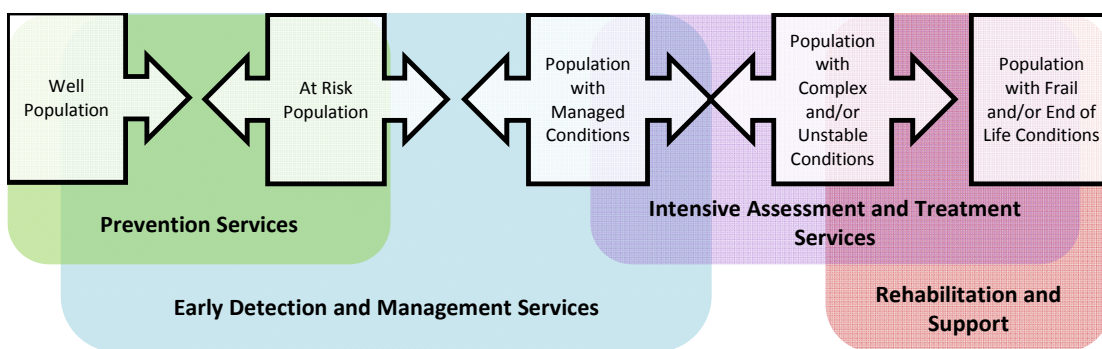 Well
Population
At Risk
Population
Population
with
Managed
Conditions
Population
with
Complex
and/or
Unstable
Conditions
Population
with Frail
and/or End of
Life Conditions
Prevention Services
Intensive Assessment and Treatment
Services
Early Detection and Management Services
Rehabilitation and
Support